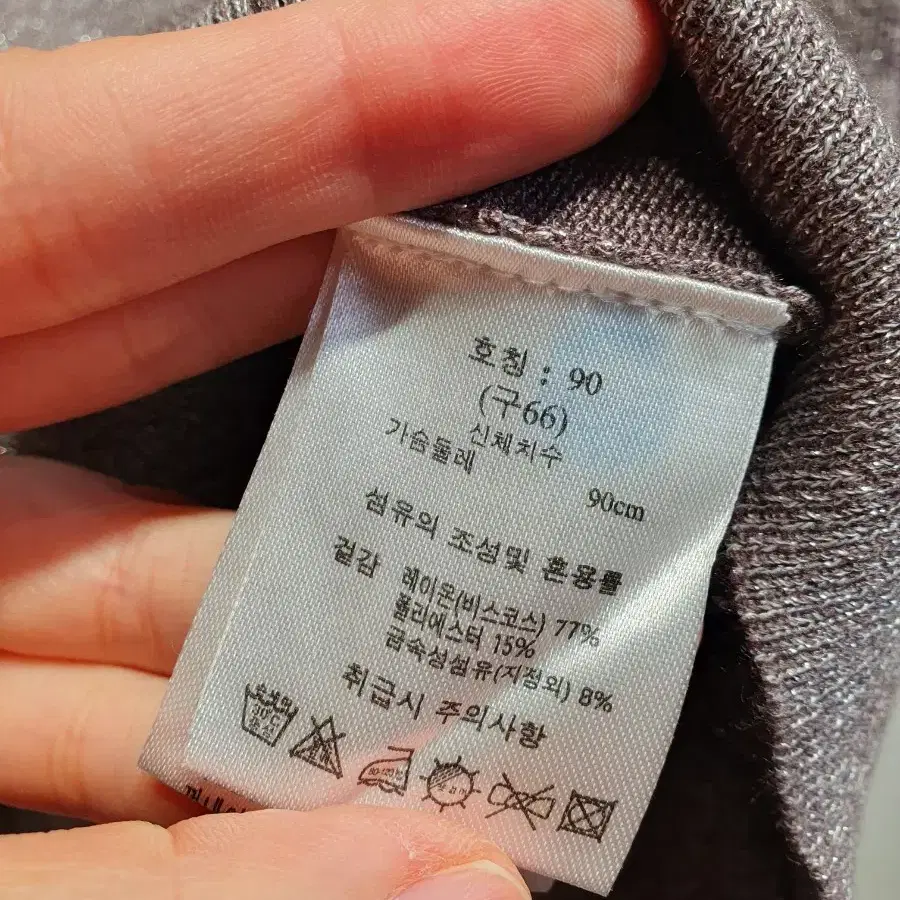 호칭 : 90
(구66)
신체치수
가슴둘레 90cm
섬유의 조성및 혼용률
겉감 레이온(비스코스) 77%
폴리에스터 15%
금속성섬유(지정외) 8%
취급시 주의사항
80-120℃